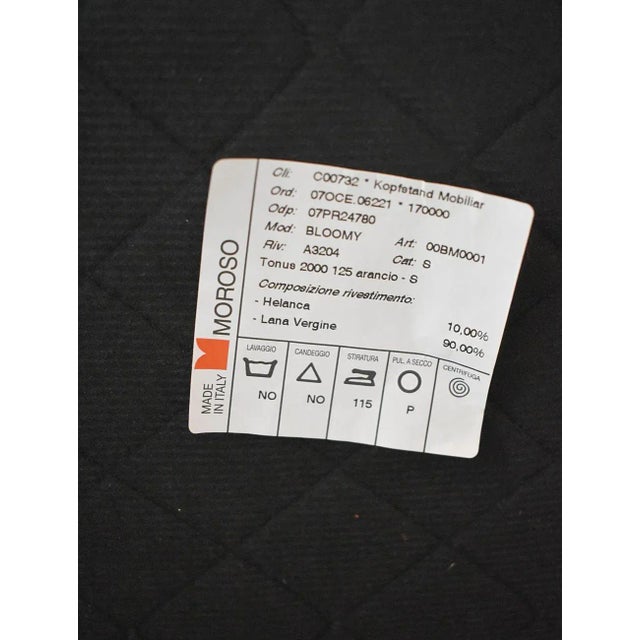 Cli: C00732 * Kopfstand Mobiliar
Ord: 07OCE.06221 * 170000
Odp: 07PR24780
Mod: BLOOMY Art: 00BM0001
Riv: A3204 Cat: S
Tonus 2000 125 arancio - S
Composizione rivestimento:
- Helanca 10,00%
- Lana Vergine 90,00%
LAVAGGIO CANDEGGIO STIRATURA PUL. A SECCO CENTRIFUGA
NO NO 115 P
MOROSO
MADE
IN ITALY